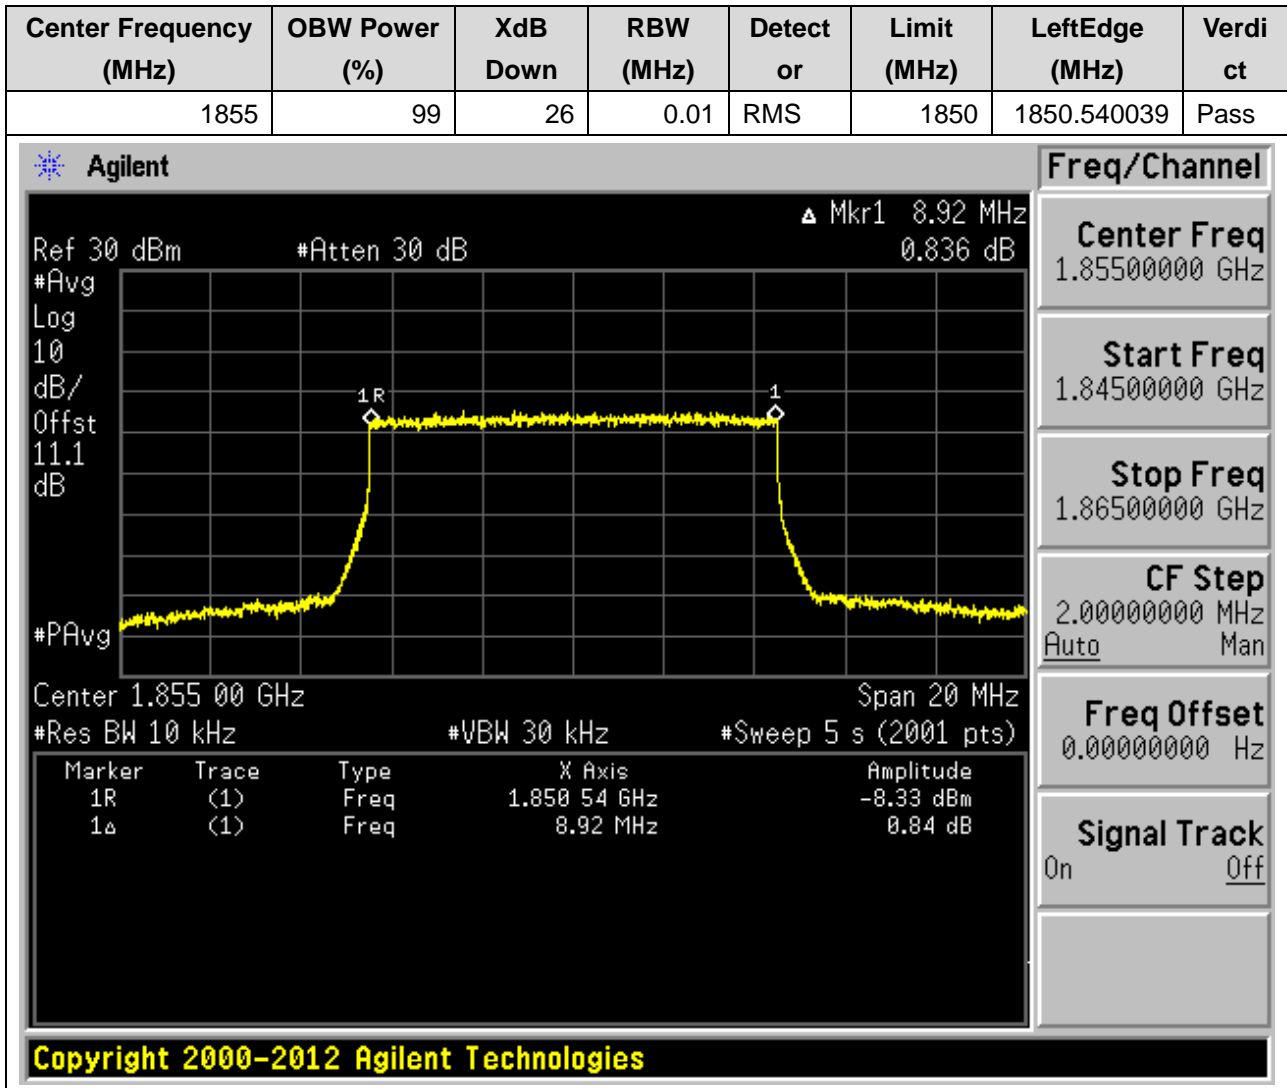 Center Frequency (MHz) OBW Power (%) XdB Down RBW (MHz) Detect or Limit (MHz) LeftEdge (MHz) Verdi ct
1855 99 26 0.01 RMS 1850 1850.540039 Pass
Agilent
Freq/Channel
Δ Mkr1 8.92 MHz
Ref 30 dBm #Atten 30 dB 0.836 dB
#Avg
Log
10
dB/
Offst
11.1
dB
#PAvg
1R
1
Center 1.855 00 GHz Span 20 MHz
#Res BW 10 kHz #VBW 30 kHz #Sweep 5 s (2001 pts)
Marker Trace Type X Axis Amplitude
1R (1) Freq 1.850 54 GHz -8.33 dBm
1Δ (1) Freq 8.92 MHz 0.84 dB
Center Freq
1.85500000 GHz
Start Freq
1.84500000 GHz
Stop Freq
1.86500000 GHz
CF Step
2.00000000 MHz
Auto Man
Freq Offset
0.00000000 Hz
Signal Track
On Off
Copyright 2000-2012 Agilent Technologies